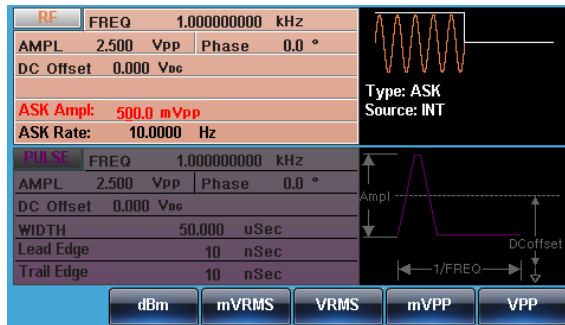 RF FREQ 1.000000000 kHz
AMPL 2.500 Vpp Phase 0.0 °
DC Offset 0.000 VDC
ASK Ampl: 500.0 mVpp
ASK Rate: 10.0000 Hz
Type: ASK
Source: INT
PULSE FREQ 1.000000000 kHz
AMPL 2.500 Vpp Phase 0.0 °
DC Offset 0.000 VDC
WIDTH 50.000 uSec
Lead Edge 10 nSec
Trail Edge 10 nSec
Ampl
DCoffset
1/FREQ
dBm mVRMS VRMS mVPP VPP